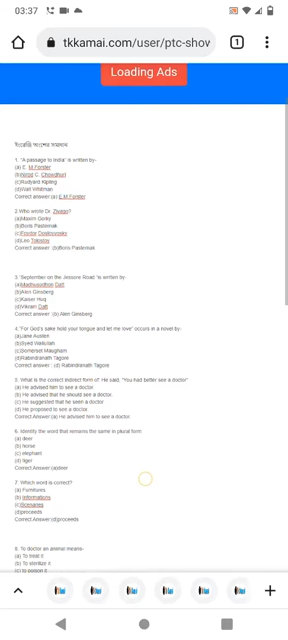 03:37
tkkamai.com/user/ptc-shov
1
Loading Ads
ইংরেজি অংশের সমাধান
1. 'A passage to India' is written by-
(a) E. M.Forster
(b)Nirod C. Chowdhuri
(c)Rudyard Kipling
(d)Walt Whitman
Correct answer:(a) E.M.Forster
2.Who wrote Dr. Zivago?
(a)Maxim Gorky
(b)Boris Pasternak
(c)Fyodor Dostoyevsky
(d)Leo Tolostoy
Correct answer: (b)Boris Pasternak
3. 'September on the Jessore Road 'is written by-
(a)Madhusudhon Datt
(b)Alen Ginsberg
(c)Kaiser Huq
(d)Vikram Datt
Correct answer: (b) Alen Ginsberg
4. 'For God's sake hold your tongue and let me love' occurs in a novel by-
(a)Jane Austen
(b)Syed Waliullah
(c)Somerset Maugham
(d)Rabindranath Tagore
Correct answer: (d) Rabindranath Tagore
5. What is the correct indirect form of- He said, "You had better see a doctor"
(a) He advised him to see a doctor.
(b) He advised that he should see a doctor.
(c) He suggested that he seen a doctor
(d) He proposed to see a doctor.
Correct answer:(a) He advised him to see a doctor.
6. Identify the word that remains the same in plural form
(a) deer
(b) horse
(c) elephant
(d) tiger
Correct Answer:(a)deer
7. Which word is correct?
(a) Furnitures
(b) Informations
(c)Sceneries
(d)proceeds
Correct Answer:(d)proceeds
8. To doctor an animal means-
(a) To treat it
(b) To sterilize it
(c) to poison it